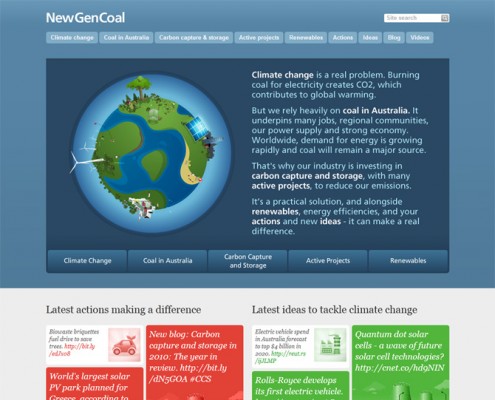 NewGenCoal
Site search
Climate change
Coal in Australia
Carbon capture & storage
Active projects
Renewables
Actions
Ideas
Blog
Videos
Climate change is a real problem. Burning
coal for electricity creates CO2, which
contributes to global warming.
But we rely heavily on coal in Australia. It
underpins many jobs, regional communities,
our power supply and strong economy.
Worldwide, demand for energy is growing
rapidly and coal will remain a major source.
That's why our industry is investing in
carbon capture and storage, with many
active projects, to reduce our emissions.
It's a practical solution, and alongside
renewables, energy efficiencies, and your
actions and new ideas - it can make a real
difference.
Climate Change
Coal in Australia
Carbon Capture
and Storage
Active Projects
Renewables
Latest actions making a difference
Biowaste briquettes
fuel drive to save
trees. http://bit.ly
New blog: Carbon
capture and storage in
2010: The year in
review. http://bit.ly
/dN5GOA #CCS
World's largest solar
PV park planned for
Greece, according to
Latest ideas to tackle climate change
Electric vehicle spend
in Australia forecast
to top $4 billion in
2020. http://reut.rs
Quantum dot solar
cells - a wave of future
solar cell technologies?
http://cnet.co/hdgNIN
Rolls-Royce develops
its first electric